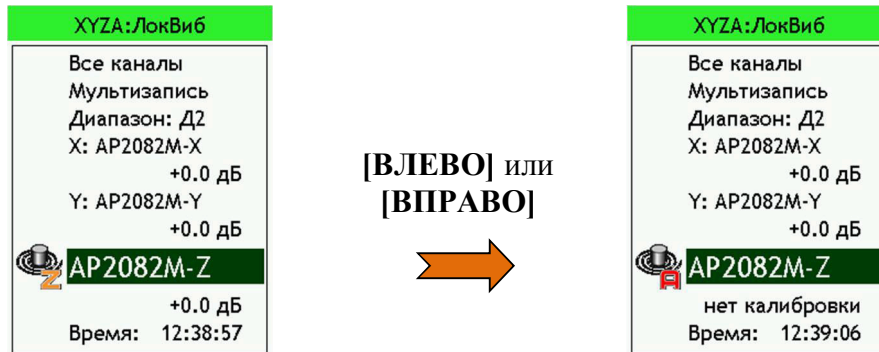 XYZA:ЛокВиб
Все каналы
Мультизапись
Диапазон: Д2
X: AP2082M-X
+0.0 дБ
Y: AP2082M-Y
+0.0 дБ
Z
AP2082M-Z
+0.0 дБ
Время: 12:38:57
[ВЛЕВО] или
[ВПРАВО]
XYZA:ЛокВиб
Все каналы
Мультизапись
Диапазон: Д2
X: AP2082M-X
+0.0 дБ
Y: AP2082M-Y
+0.0 дБ
A
AP2082M-Z
нет калибровки
Время: 12:39:06